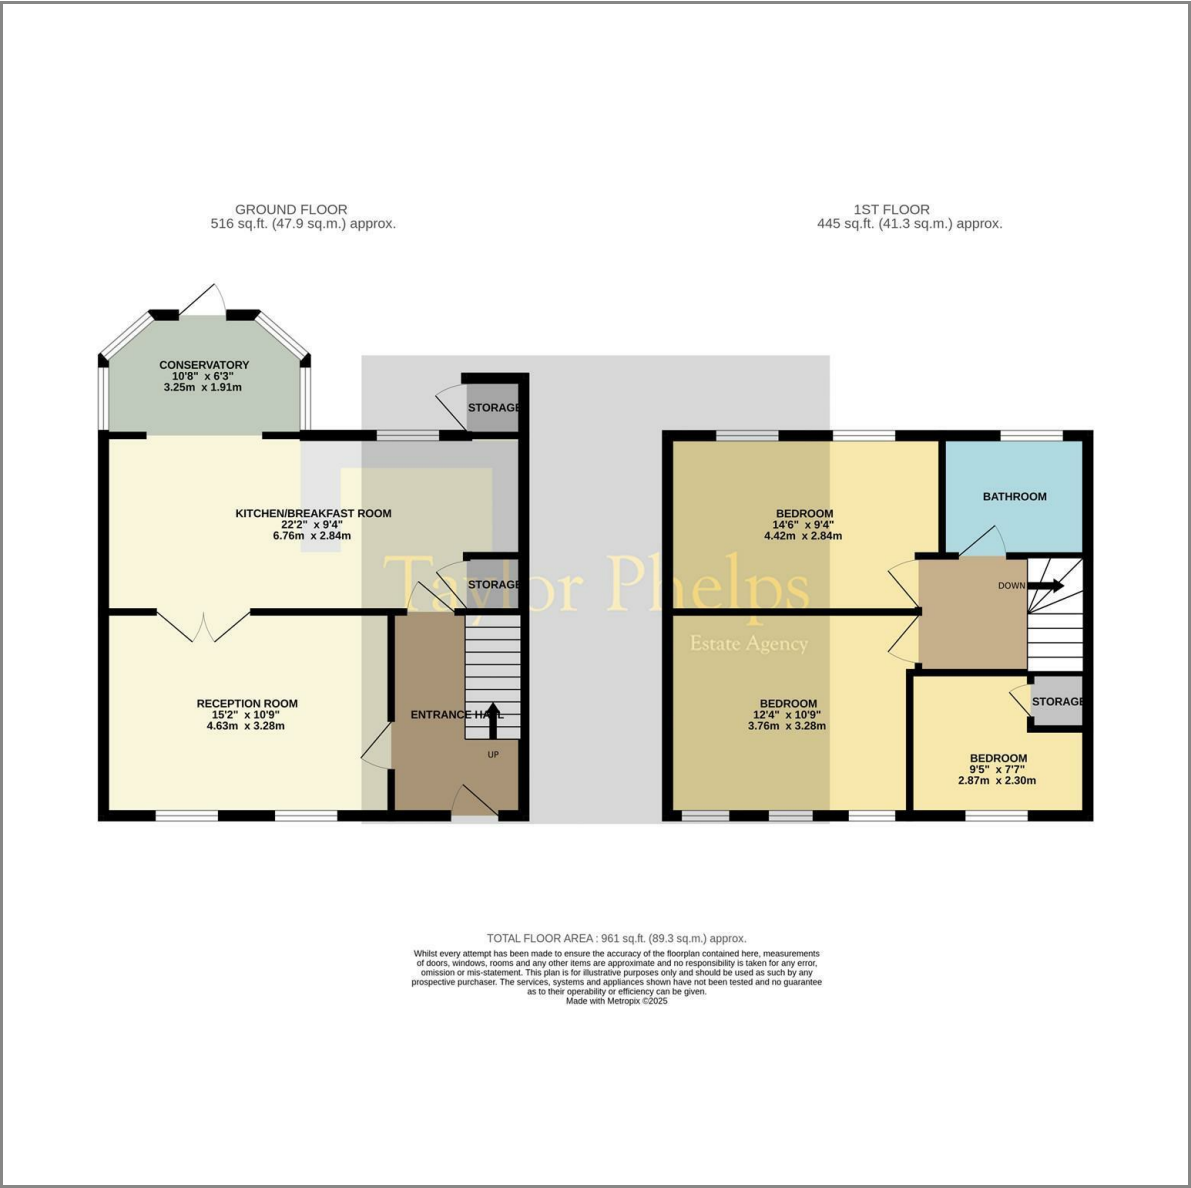 GROUND FLOOR
516 sq.ft. (47.9 sq.m.) approx.
1ST FLOOR
445 sq.ft. (41.3 sq.m.) approx.
CONSERVATORY
10'8" x 6'3"
3.25m x 1.91m
STORAGE
KITCHEN/BREAKFAST ROOM
22'2" x 9'4"
6.76m x 2.84m
STORAGE
RECEPTION ROOM
15'2" x 10'9"
4.63m x 3.28m
ENTRANCE HALL
UP
Taylor Phelps
Estate Agency
BEDROOM
14'6" x 9'4"
4.42m x 2.84m
BATHROOM
DOWN
BEDROOM
12'4" x 10'9"
3.76m x 3.28m
STORAGE
BEDROOM
9'5" x 7'7"
2.87m x 2.30m
TOTAL FLOOR AREA : 961 sq.ft. (89.3 sq.m.) approx.
Whilst every attempt has been made to ensure the accuracy of the floorplan contained here, measurements
of doors, windows, rooms and any other items are approximate and no responsibility is taken for any error,
omission or mis-statement. This plan is for illustrative purposes only and should be used as such by any
prospective purchaser. The services, systems and appliances shown have not been tested and no guarantee
as to their operability or efficiency can be given.
Made with Metropix ©2025